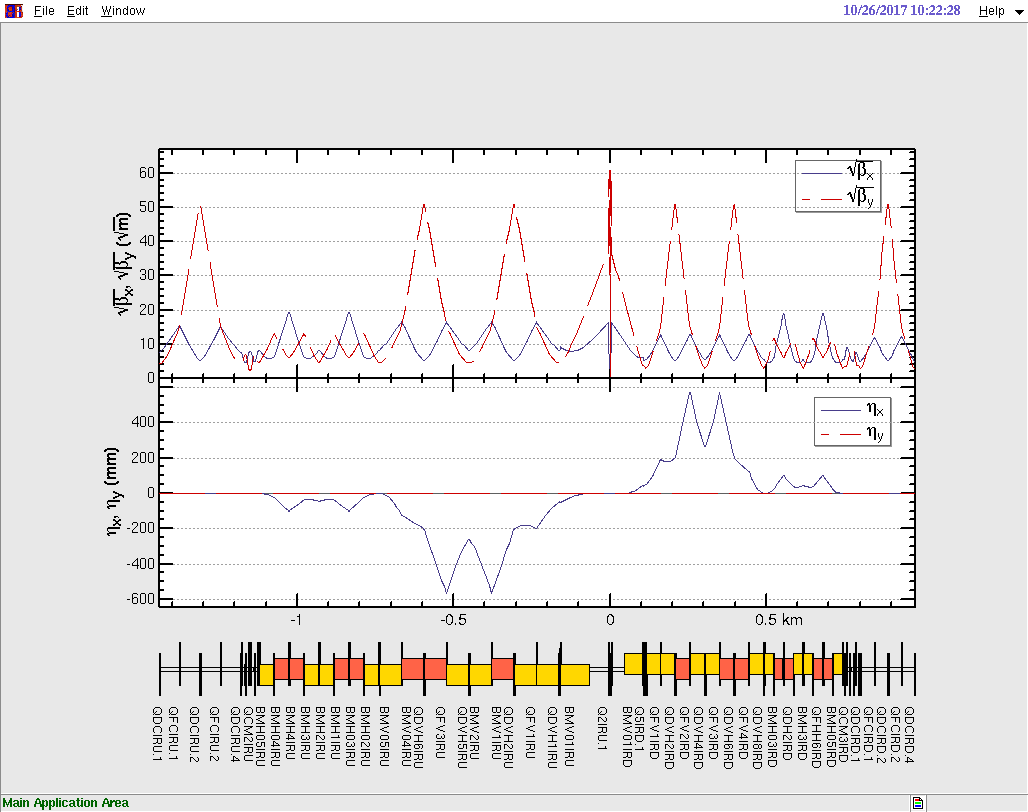 File Edit Window 10/26/2017 10:22:28 Help
√βx, √βy (√m)
60
50
40
30
20
10
0
√βx
√βy
ηx, ηy (mm)
400
200
0
-200
-400
-600
ηx
ηy
-1 -0.5 0 0.5 km
QDCIRU.1
QFCIRU.1
QDCIRU.2
QFCIRU.2
QDCIRU.4
QCM2IRU
BMH05IRU
BMH04IRU
BMH4IRU
BMH2IRU
BMH1IRU
BMH03IRU
BMH02IRU
BMV05IRU
BMV04IRU
QDVH6IRU
QFV3IRU
QDVH5IRU
BMV2IRU
QDVH2IRU
QFV1IRU
QDVH1IRU
BMV01IRU
Q2IRU.1
BMV01IRD
Q5IRD.1
QFV1IRD
QDVH2IRD
QFV2IRD
QDVH4IRD
QFV3IRD
QDVH6IRD
QFV4IRD
QDVH8IRD
BMH03IRD
QDH2IRD
BMH3IRD
QFHH6IRD
BMH05IRD
QCM3IRD
QDCIRD.1
QFCIRD.1
QDCIRD.2
QFCIRD.2
QDCIRD.4
Main Application Area